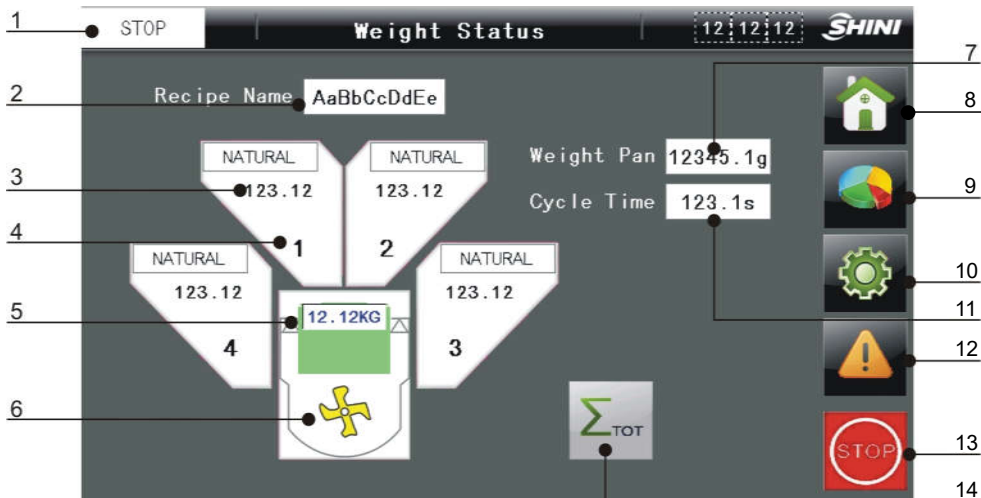 1
STOP
Weight Status
12 12 12
SHINI
7
2
Recipe Name
AaBbCcDdEe
8
NATURAL
NATURAL
Weight Pan
12345.1g
3
123.12
123.12
Cycle Time
123.1s
9
4
1
2
NATURAL
NATURAL
10
123.12
123.12
11
5
12.12KG
4
3
12
6
ΣTOT
STOP
13
14